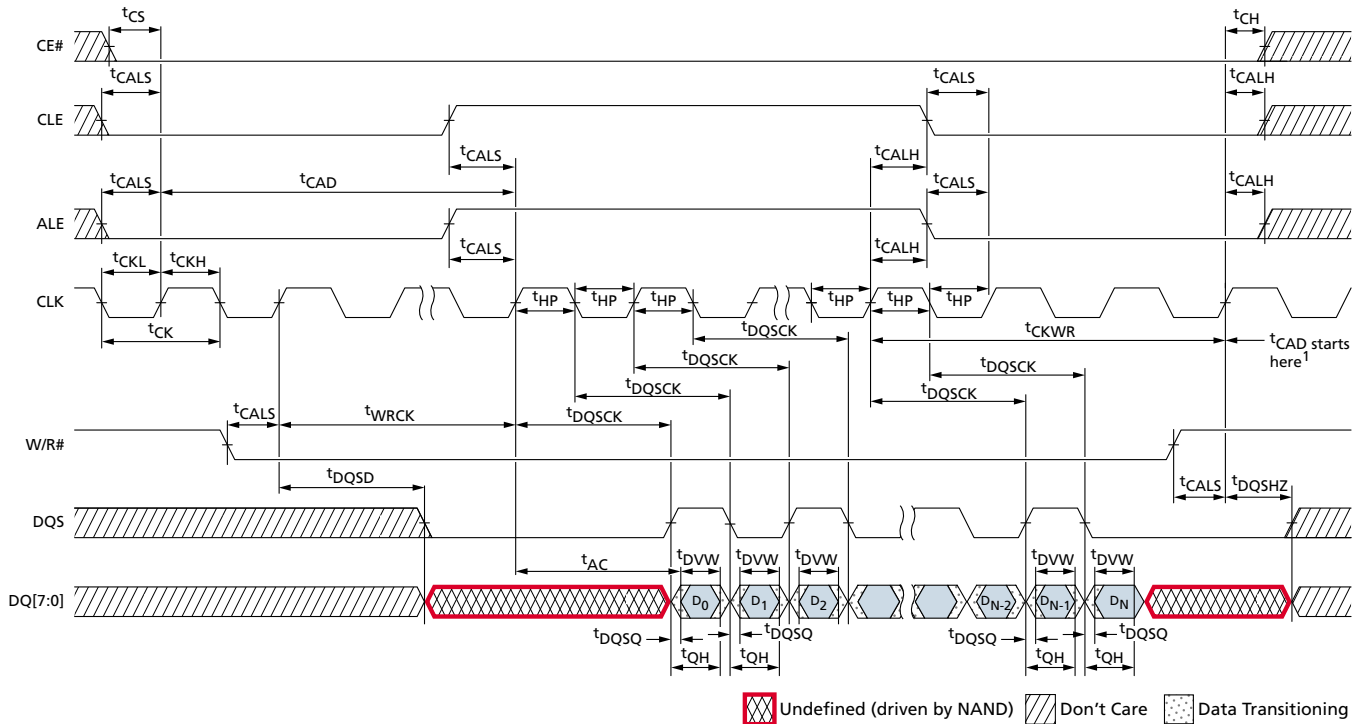 tCS tCH
CE#
tCALS tCALS tCALH
CLE
tCALS tCALH
tCALS tCAD tCALS tCALH
ALE
tCALS tCALH
tCKL tCKH
CLK tHP tHP tHP tHP tHP tHP
tCK tDQSCK tCKWR tCAD starts
here1
tDQSCK
tDQSCK tDQSCK
tDQSCK
tCALS tWRCK tDQSCK
W/R#
tDQSD tCALS tDQSHZ
DQS
tAC tDVW tDVW tDVW tDVW tDVW
DQ[7:0] D0 D1 D2 DN-2 DN-1 DN
tDQSQ tDQSQ tDQSQ tDQSQ
tQH tQH tQH tQH
Undefined (driven by NAND) Don't Care Data Transitioning